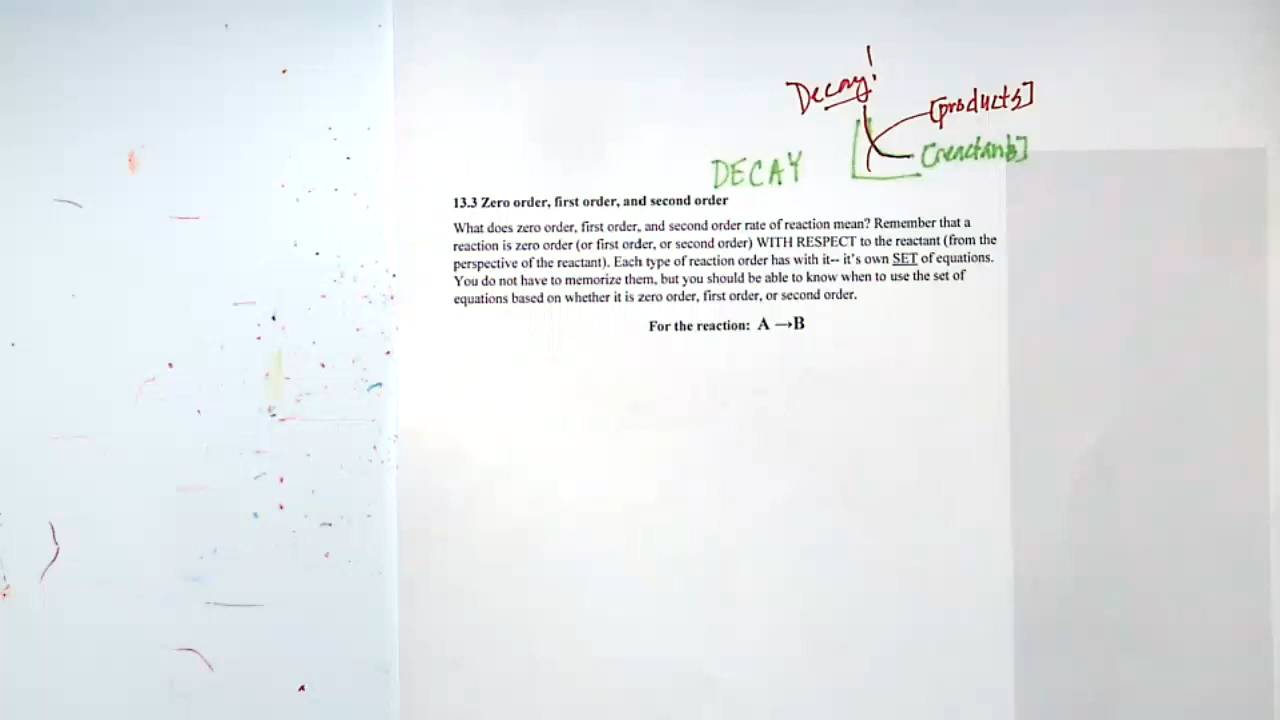 Decay!
[products]
[reactants]
DECAY
13.3 Zero order, first order, and second order
What does zero order, first order, and second order rate of reaction mean? Remember that a
reaction is zero order (or first order, or second order) WITH RESPECT to the reactant (from the
perspective of the reactant). Each type of reaction order has with it-- it's own SET of equations.
You do not have to memorize them, but you should be able to know when to use the set of
equations based on whether it is zero order, first order, or second order.
For the reaction: A →B